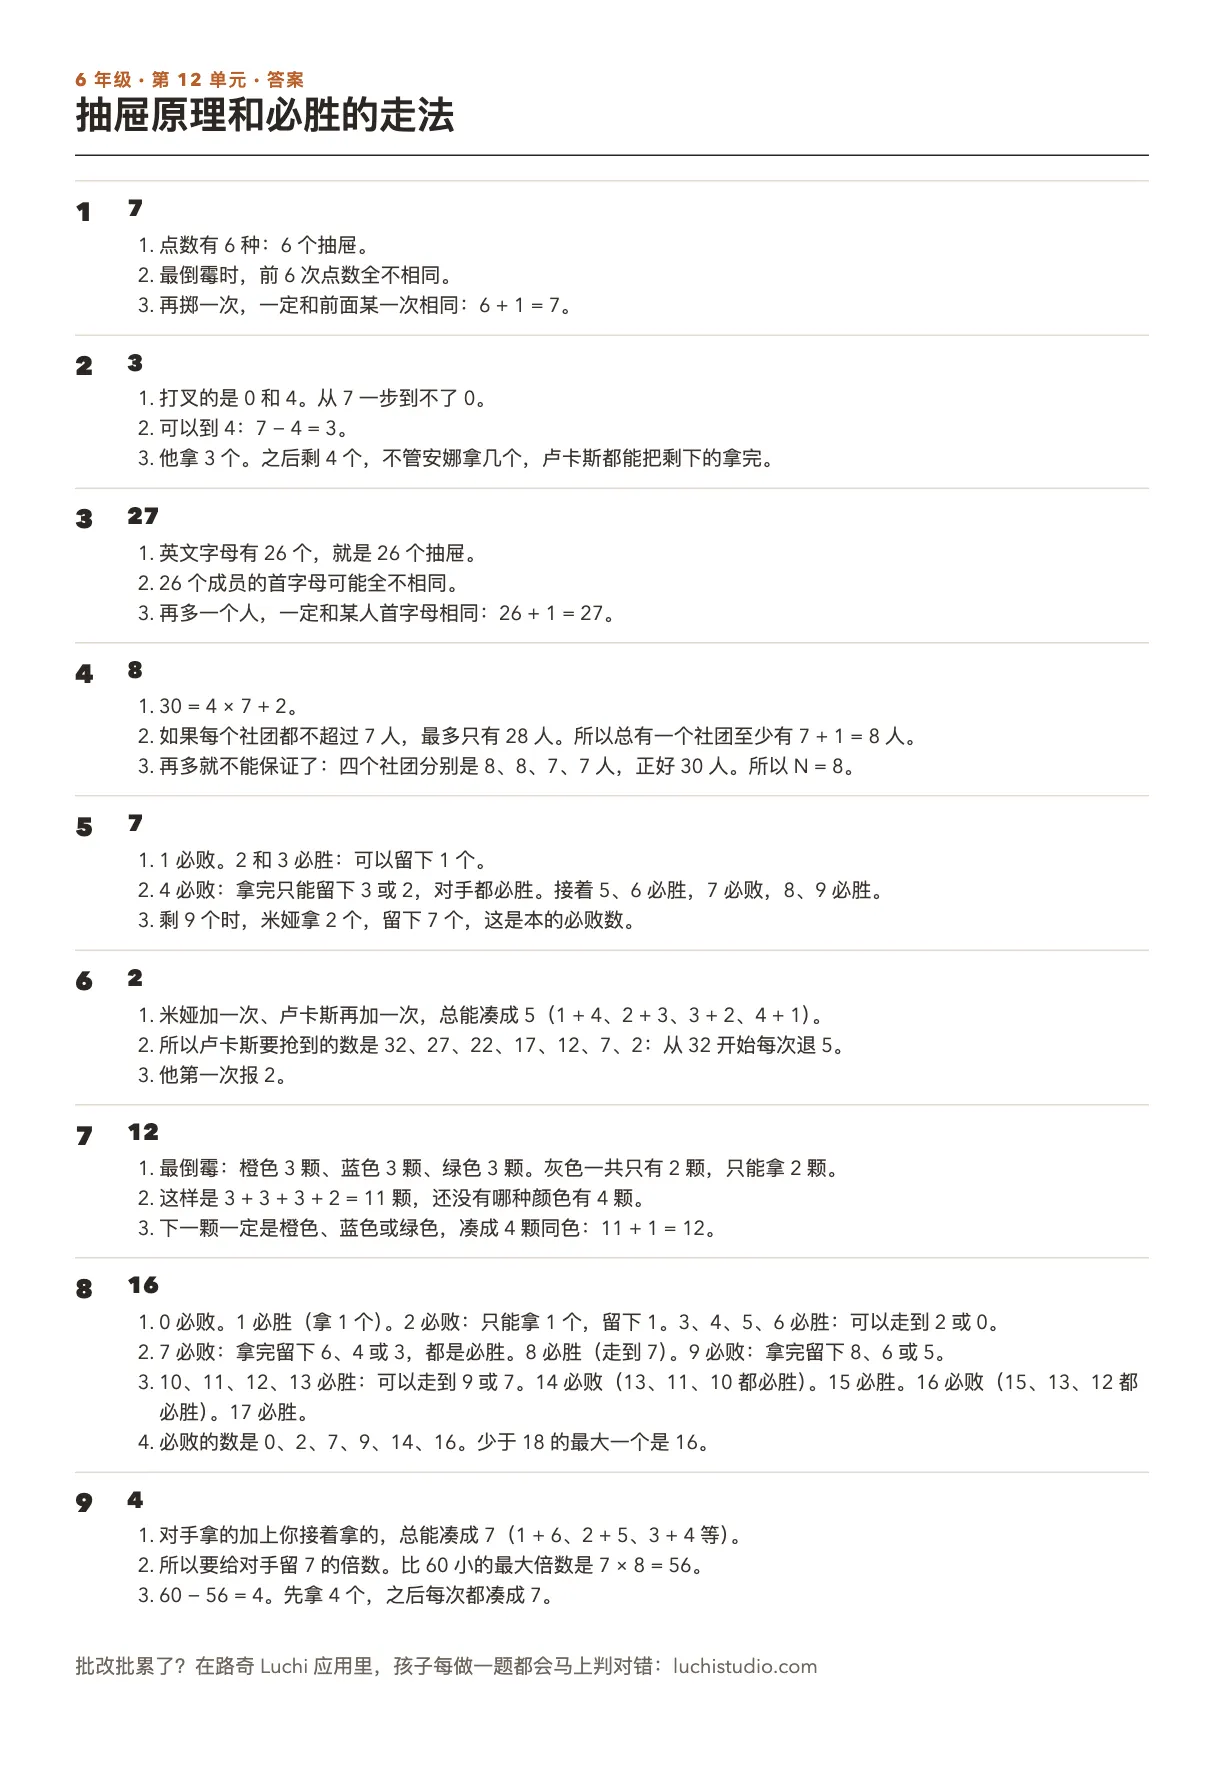 6 年级·第 12 单元·答案
抽屉原理和必胜的走法
1 7
1. 点数有 6 种：6 个抽屉。
2. 最倒霉时，前 6 次点数全不相同。
3. 再掷一次，一定和前面某一次相同：6 + 1 = 7。
2 3
1. 打叉的是 0 和 4。从 7 一步到不了 0。
2. 可以到 4：7 − 4 = 3。
3. 他拿 3 个。之后剩 4 个，不管安娜拿几个，卢卡斯都能把剩下的拿完。
3 27
1. 英文字母有 26 个，就是 26 个抽屉。
2. 26 个成员的首字母可能全不相同。
3. 再多一个人，一定和某人首字母相同：26 + 1 = 27。
4 8
1. 30 = 4 × 7 + 2。
2. 如果每个社团都不超过 7 人，最多只有 28 人。所以总有一个社团至少有 7 + 1 = 8 人。
3. 再多就不能保证了：四个社团分别是 8、8、7、7 人，正好 30 人。所以 N = 8。
5 7
1. 1 必败。2 和 3 必胜：可以留下 1 个。
2. 4 必败：拿完只能留下 3 或 2，对手都必胜。接着 5、6 必胜，7 必败，8、9 必胜。
3. 剩 9 个时，米娅拿 2 个，留下 7 个，这是本的必败数。
6 2
1. 米娅加一次、卢卡斯再加一次，总能凑成 5（1 + 4、2 + 3、3 + 2、4 + 1）。
2. 所以卢卡斯要抢到的数是 32、27、22、17、12、7、2：从 32 开始每次退 5。
3. 他第一次报 2。
7 12
1. 最倒霉：橙色 3 颗、蓝色 3 颗、绿色 3 颗。灰色一共只有 2 颗，只能拿 2 颗。
2. 这样是 3 + 3 + 3 + 2 = 11 颗，还没有哪种颜色有 4 颗。
3. 下一颗一定是橙色、蓝色或绿色，凑成 4 颗同色：11 + 1 = 12。
8 16
1. 0 必败。1 必胜（拿 1 个）。2 必败：只能拿 1 个，留下 1。3、4、5、6 必胜：可以走到 2 或 0。
2. 7 必败：拿完留下 6、4 或 3，都是必胜。8 必胜（走到 7）。9 必败：拿完留下 8、6 或 5。
3. 10、11、12、13 必胜：可以走到 9 或 7。14 必败（13、11、10 都必胜）。15 必胜。16 必败（15、13、12 都
必胜）。17 必胜。
4. 必败的数是 0、2、7、9、14、16。少于 18 的最大一个是 16。
9 4
1. 对手拿的加上你接着拿的，总能凑成 7（1 + 6、2 + 5、3 + 4 等）。
2. 所以要给对手留 7 的倍数。比 60 小的最大倍数是 7 × 8 = 56。
3. 60 − 56 = 4。先拿 4 个，之后每次都凑成 7。
批改批累了？在路奇 Luchi 应用里，孩子每做一题都会马上判对错：luchistudio.com